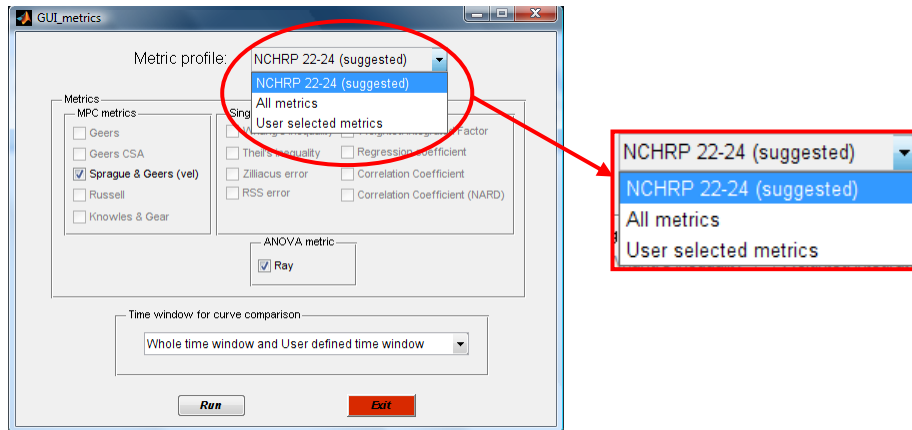 GUI_metrics
Metric profile: NCHRP 22-24 (suggested)
NCHRP 22-24 (suggested)
All metrics
User selected metrics
Metrics
MPC metrics
Geers
Geers CSA
Sprague & Geers (vel)
Russell
Knowles & Gear
Sing
Theil's Inequality
Zilliacus error
RSS error
Factor
Regression coefficient
Correlation Coefficient
Correlation Coefficient (NARD)
ANOVA metric
Ray
Time window for curve comparison
Whole time window and User defined time window
Run
Exit
NCHRP 22-24 (suggested)
NCHRP 22-24 (suggested)
All metrics
User selected metrics